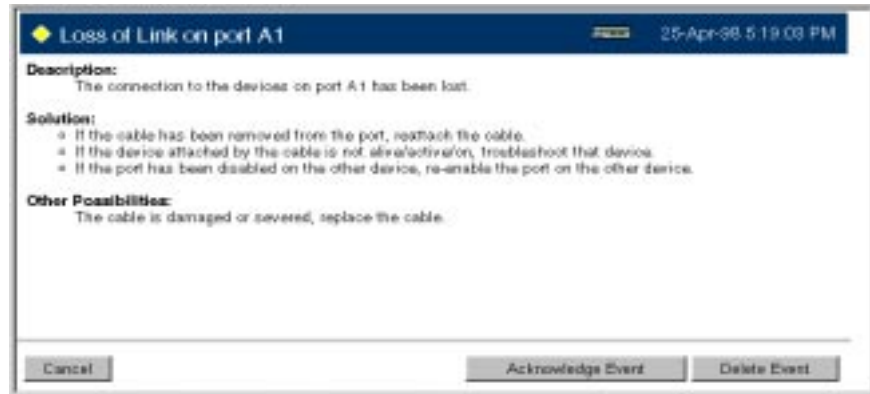 Loss of Link on port A1
25-Apr-98 5:19:03 PM
Description:
The connection to the devices on port A1 has been lost.
Solution:
If the cable has been removed from the port, reattach the cable.
If the device attached by the cable is not alive/active/on, troubleshoot that device.
If the port has been disabled on the other device, re-enable the port on the other device.
Other Possibilities:
The cable is damaged or severed, replace the cable.
Cancel
Acknowledge Event
Delete Event